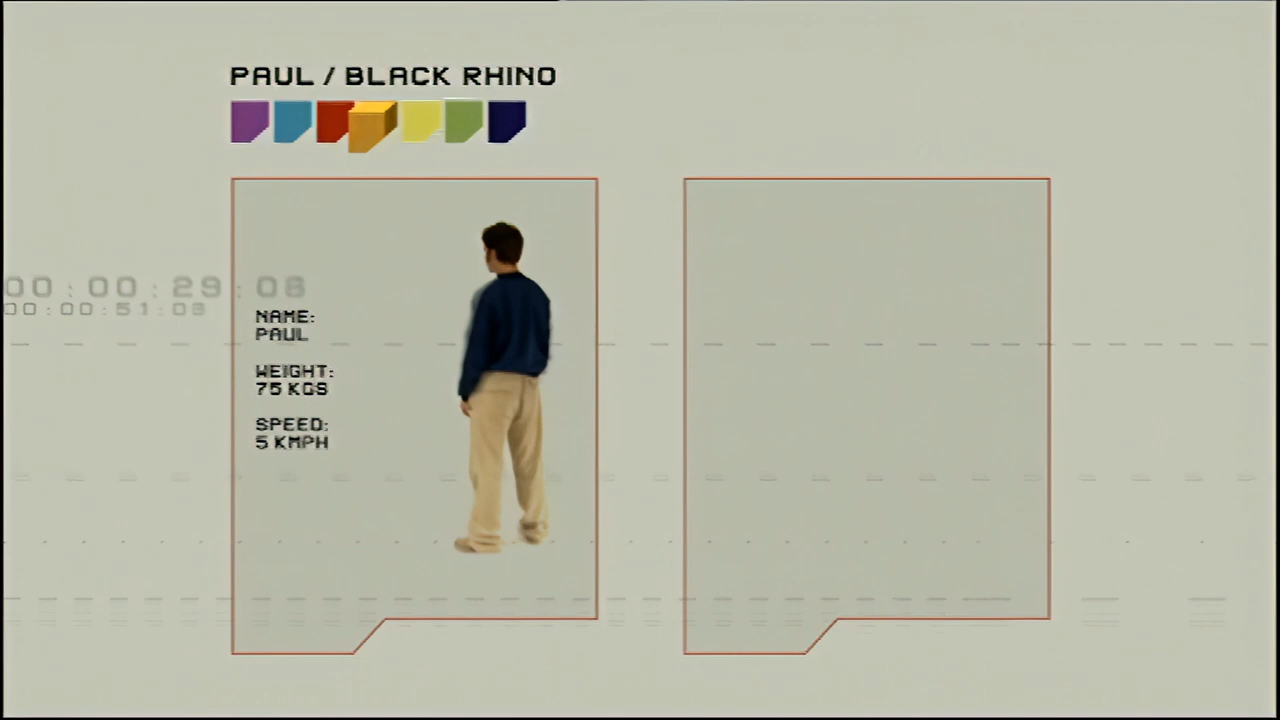 PAUL / BLACK RHINO
00:00:29:08
00:00:51:08
NAME:
PAUL
WEIGHT:
75 KGS
SPEED:
5 KMPH